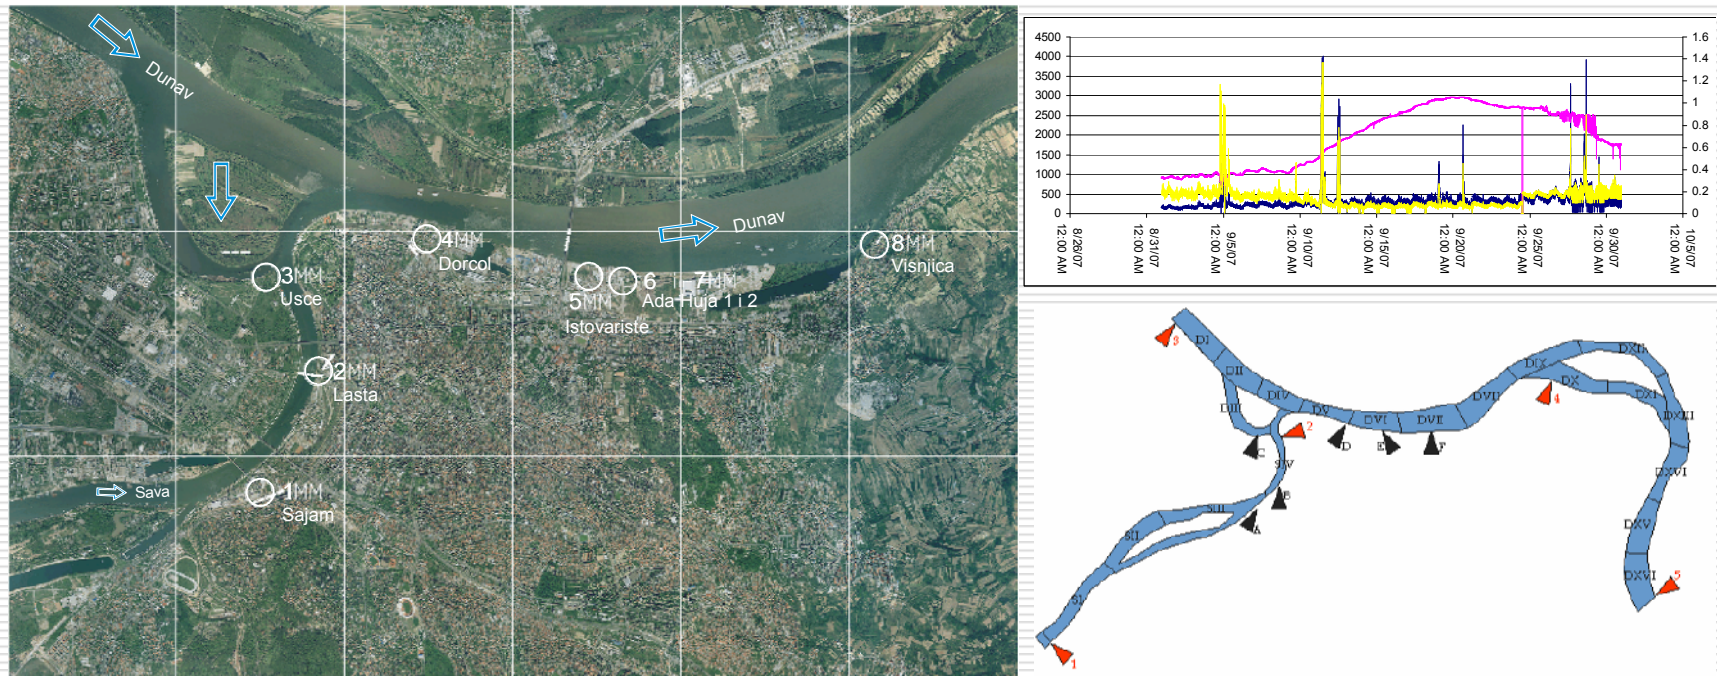 Dunav
Dunav
4MM
Dorcol
3MM
Usce
8MM
Visnjica
5MM
Istovariste
6
7MM
Ada Huja 1 i 2
2MM
Lasta
Sava
1MM
Sajam
4500
4000
3500
3000
2500
2000
1500
1000
500
0
1.6
1.4
1.2
1
0.8
0.6
0.4
0.2
0
8/26/07 12:00 AM
8/31/07 12:00 AM
9/5/07 12:00 AM
9/10/07 12:00 AM
9/15/07 12:00 AM
9/20/07 12:00 AM
9/25/07 12:00 AM
9/30/07 12:00 AM
10/5/07 12:00 AM
3
DI
DII
DIII
DIV
DV
DVI
DVII
DIX
DX
DXI
DXVI
DXV
DXVI
4
5
2
C
D
E
F
SV
B
A
SII
SI
1